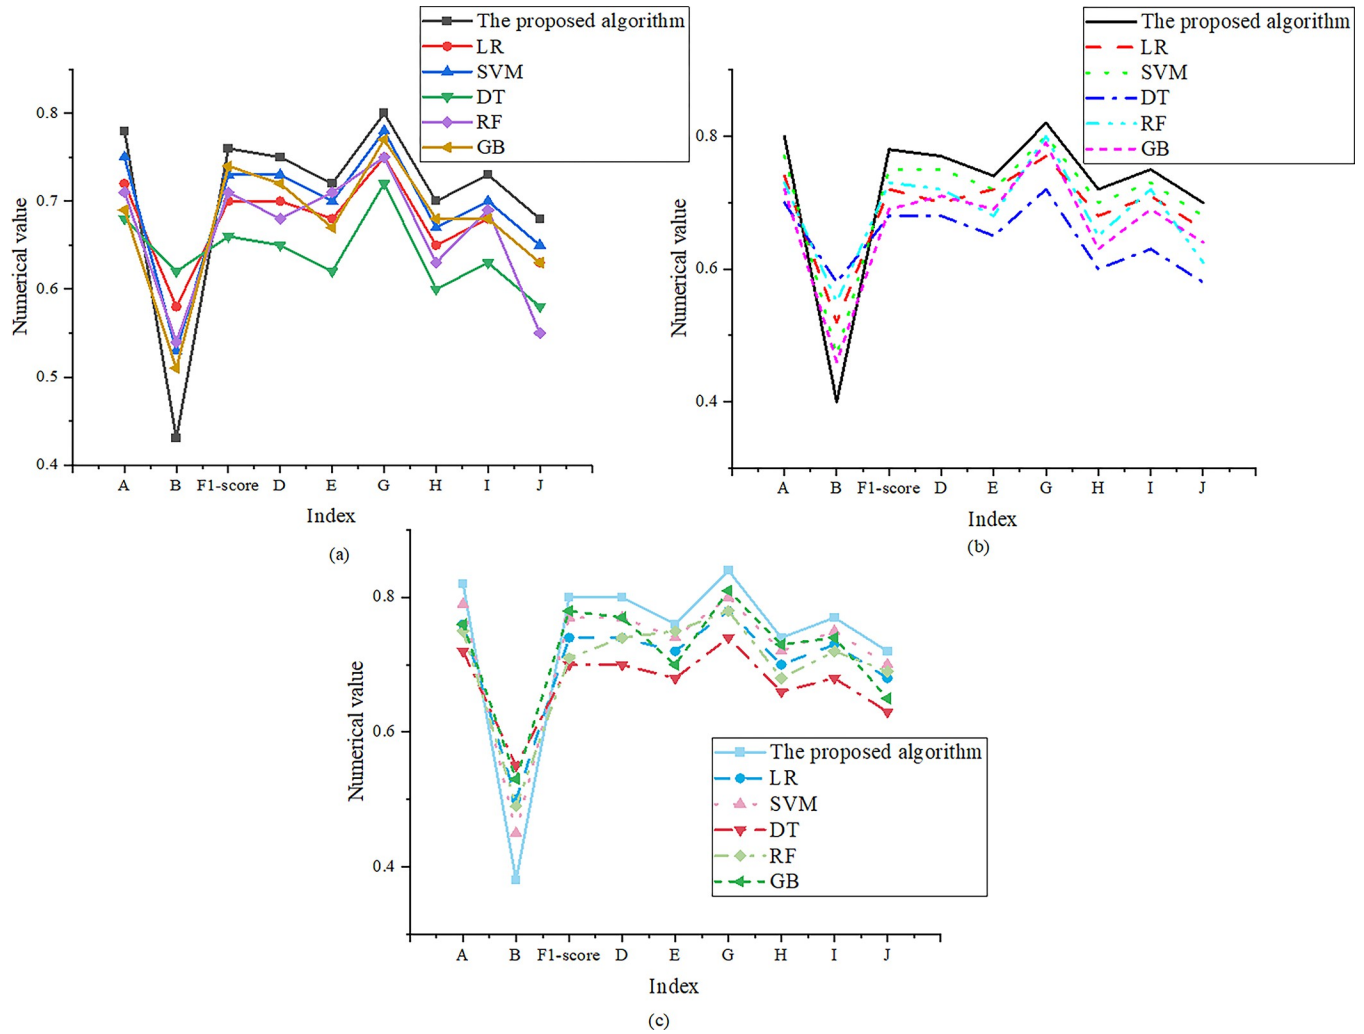 The proposed algorithm
LR
SVM
DT
RF
GB
0.8
0.7
0.6
0.5
0.4
Numerical value
A B F1-score D E G H I J
Index
(a)
The proposed algorithm
LR
SVM
DT
RF
GB
0.8
0.6
0.4
Numerical value
A B F1-score D E G H I J
Index
(b)
0.8
0.6
0.4
Numerical value
The proposed algorithm
LR
SVM
DT
RF
GB
A B F1-score D E G H I J
Index
(c)